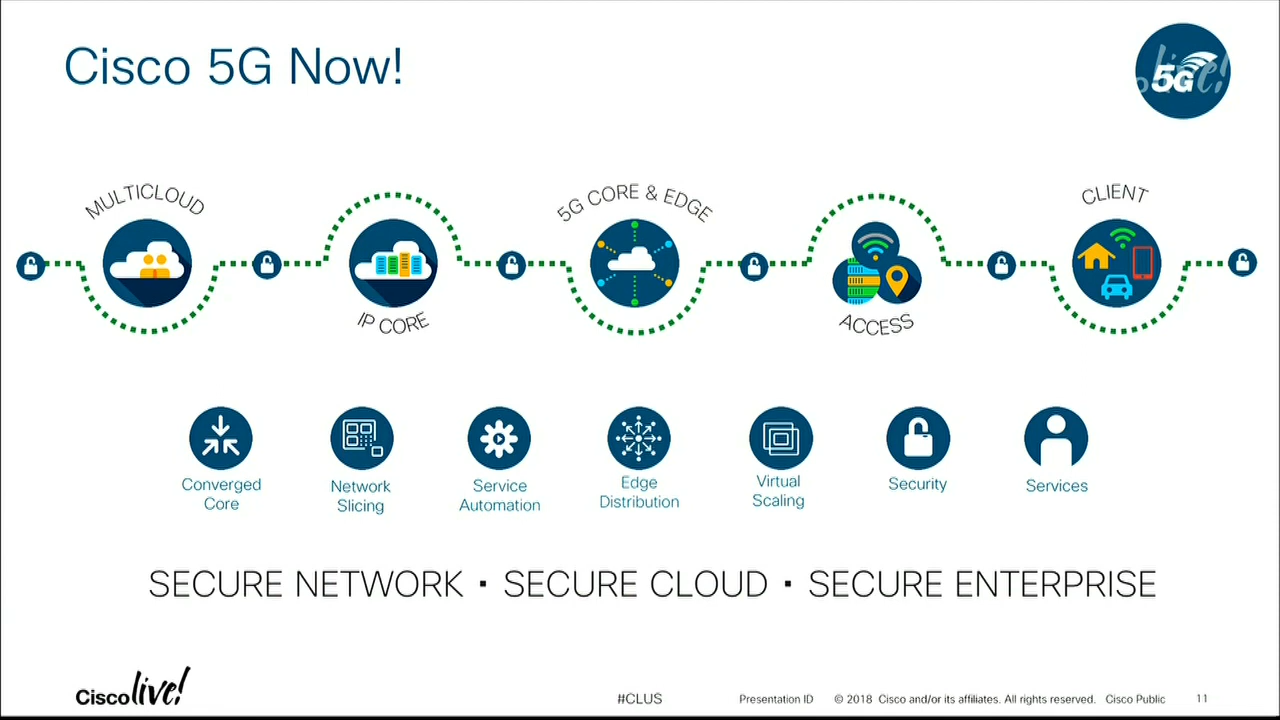 Cisco 5G Now!
5G
MULTICLOUD
5G CORE & EDGE
CLIENT
IP CORE
ACCESS
Converged
Core
Network
Slicing
Service
Automation
Edge
Distribution
Virtual
Scaling
Security
Services
SECURE NETWORK ▪ SECURE CLOUD ▪ SECURE ENTERPRISE
Cisco live!
#CLUS
Presentation ID
© 2018 Cisco and/or its affiliates. All rights reserved. Cisco Public
11